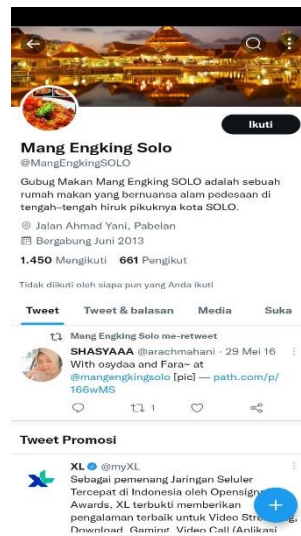 Ikuti
Mang Engking Solo
@MangEngkingSOLO
Gubug Makan Mang Engking SOLO adalah sebuah
rumah makan yang bernuansa alam pedesaan di
tengah-tengah hiruk pikuknya kota SOLO.
Jalan Ahmad Yani, Pabelan
Bergabung Juni 2013
1.450 Mengikuti 661 Pengikut
Tidak diikuti oleh siapa pun yang Anda ikuti
Tweet Tweet & balasan Media Suka
Mang Engking Solo me-retweet
SHASYAAA @arachmahani · 29 Mei 16
With osydaa and Fara~ at
@mangengkingsolo [pic] — path.com/p/
166wMS
1
Tweet Promosi
XL @myXL
Sebagai pemenang Jaringan Seluler
Tercepat di Indonesia oleh Opensign
Awards, XL terbukti memberikan
pengalaman terbaik untuk Video Stre ng,
Download, Gaming, Video Call (Aplikasi